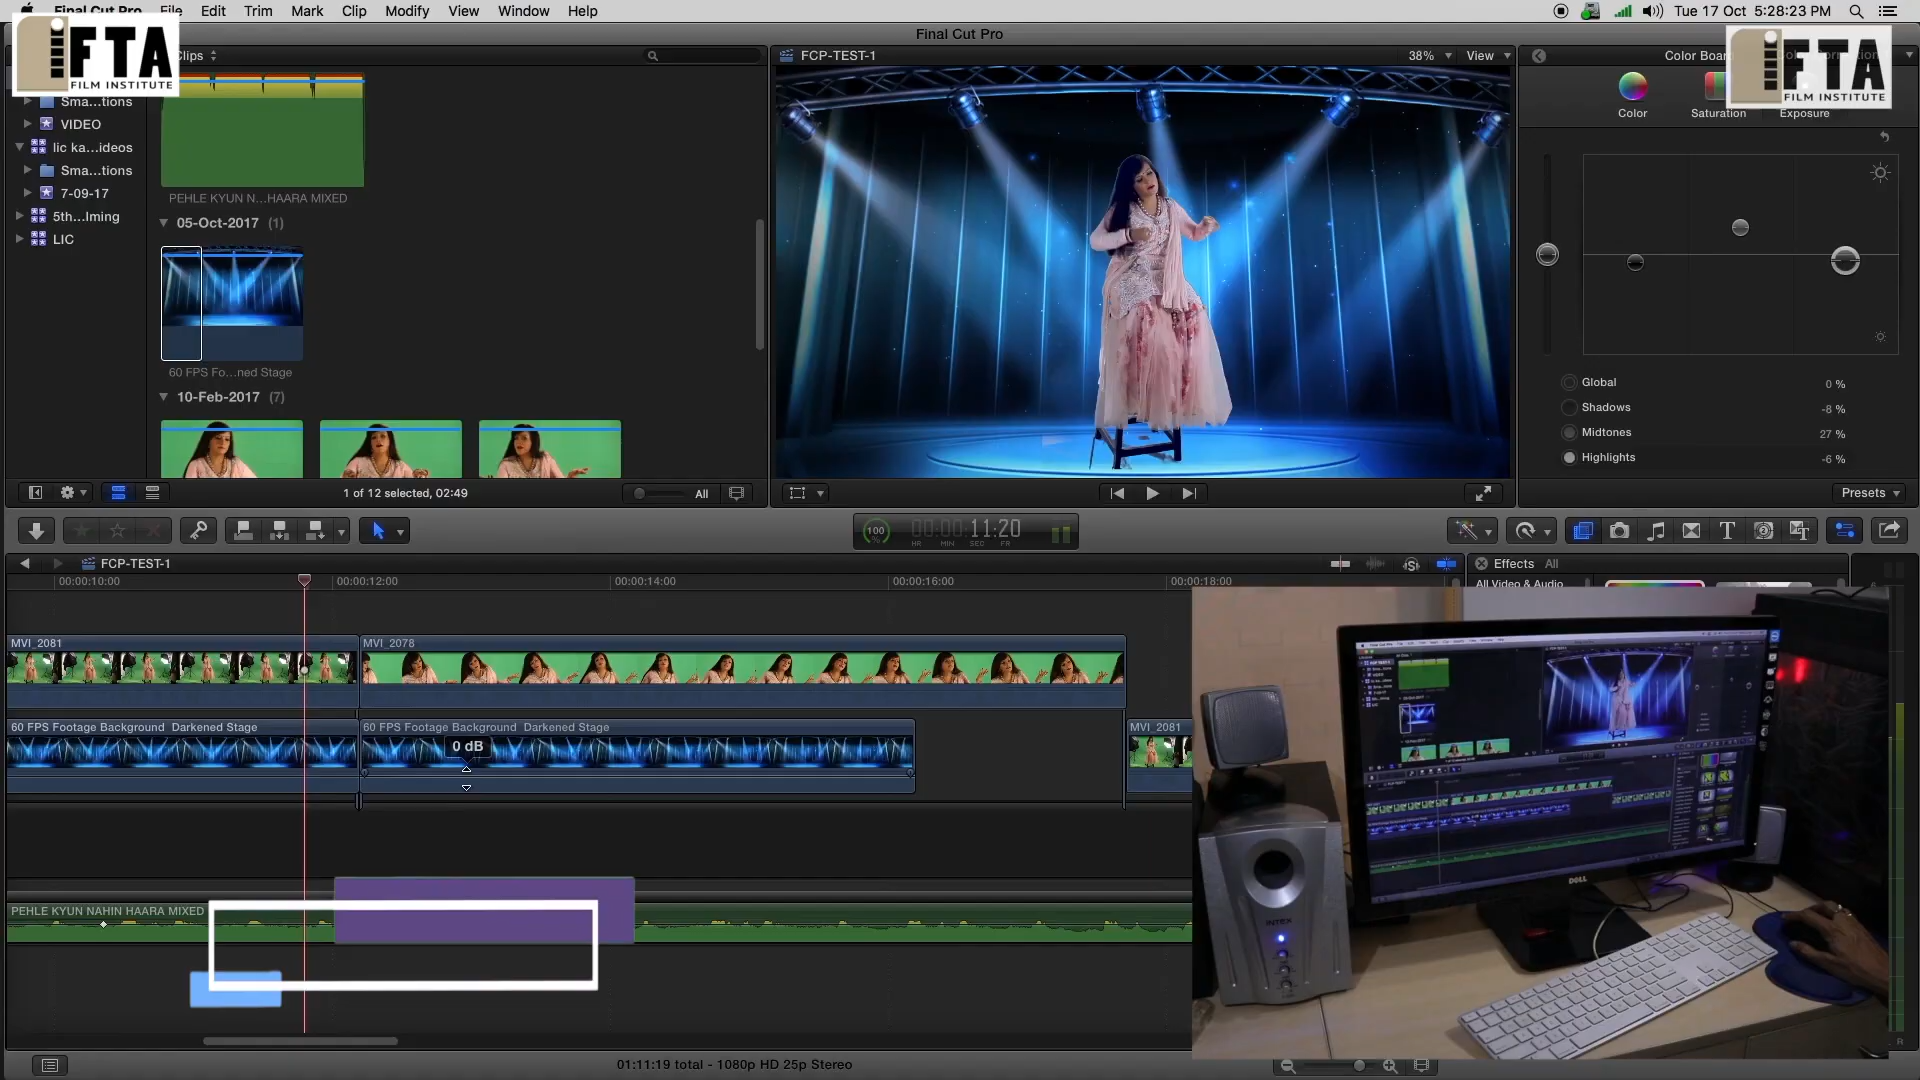 Final Cut Pro File Edit Trim Mark Clip Modify View Window Help
Tue 17 Oct 5:28:23 PM
Final Cut Pro
iFTA
FILM INSTITUTE
Clips
FCP-TEST-1
38%
View
Color Boar
iFTA
FILM INSTITUTE
Sma...tions
VIDEO
lic ka...ideos
Sma...tions
7-09-17
5th...lming
LIC
PEHLE KYUN N...HAARA MIXED
05-Oct-2017 (1)
60 FPS Fo...ned Stage
10-Feb-2017 (7)
Color
Saturation
Exposure
Global 0 %
Shadows -8 %
Midtones 27 %
Highlights -6 %
1 of 12 selected, 02:49
All
Presets
100
%
00:00:11:20
HR MIN SEC FR
FCP-TEST-1
Effects All
00:00:10:00
00:00:12:00
00:00:14:00
00:00:16:00
00:00:18:00
All Video & Audio
MVI_2081
MVI_2078
60 FPS Footage Background Darkened Stage
60 FPS Footage Background Darkened Stage
MVI_2081
0 dB
PEHLE KYUN NAHIN HAARA MIXED
INTEX
DELL
R
01:11:19 total - 1080p HD 25p Stereo